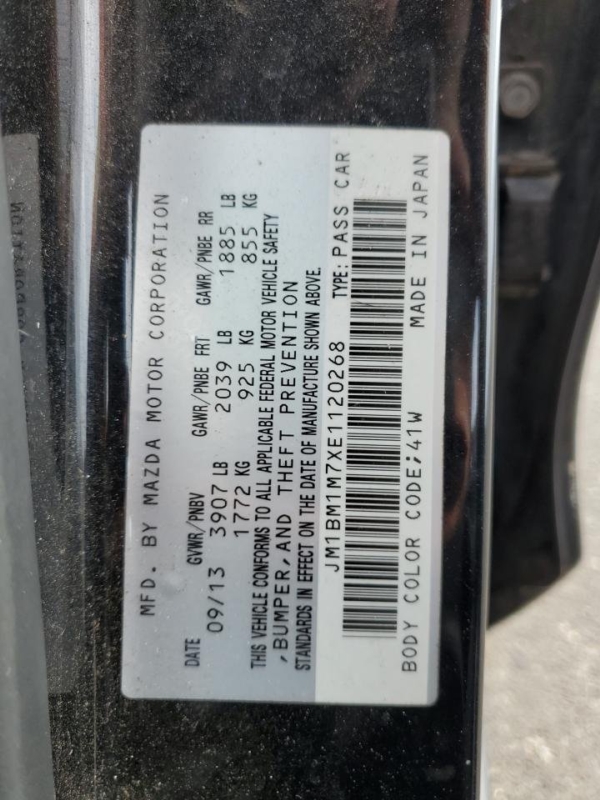 MFD. BY MAZDA MOTOR CORPORATION
DATE GVWR/PNBV GAWR/PNBE FRT GAWR/PNBE RR
09/13 3907 LB 2039 LB 1885 LB
1772 KG 925 KG 855 KG
THIS VEHICLE CONFORMS TO ALL APPLICABLE FEDERAL MOTOR VEHICLE SAFETY
,BUMPER,AND THEFT PREVENTION
STANDARDS IN EFFECT ON THE DATE OF MANUFACTURE SHOWN ABOVE.
JM1BM1M7XE1120268 TYPE: PASS CAR
BODY COLOR CODE;41W MADE IN JAPAN